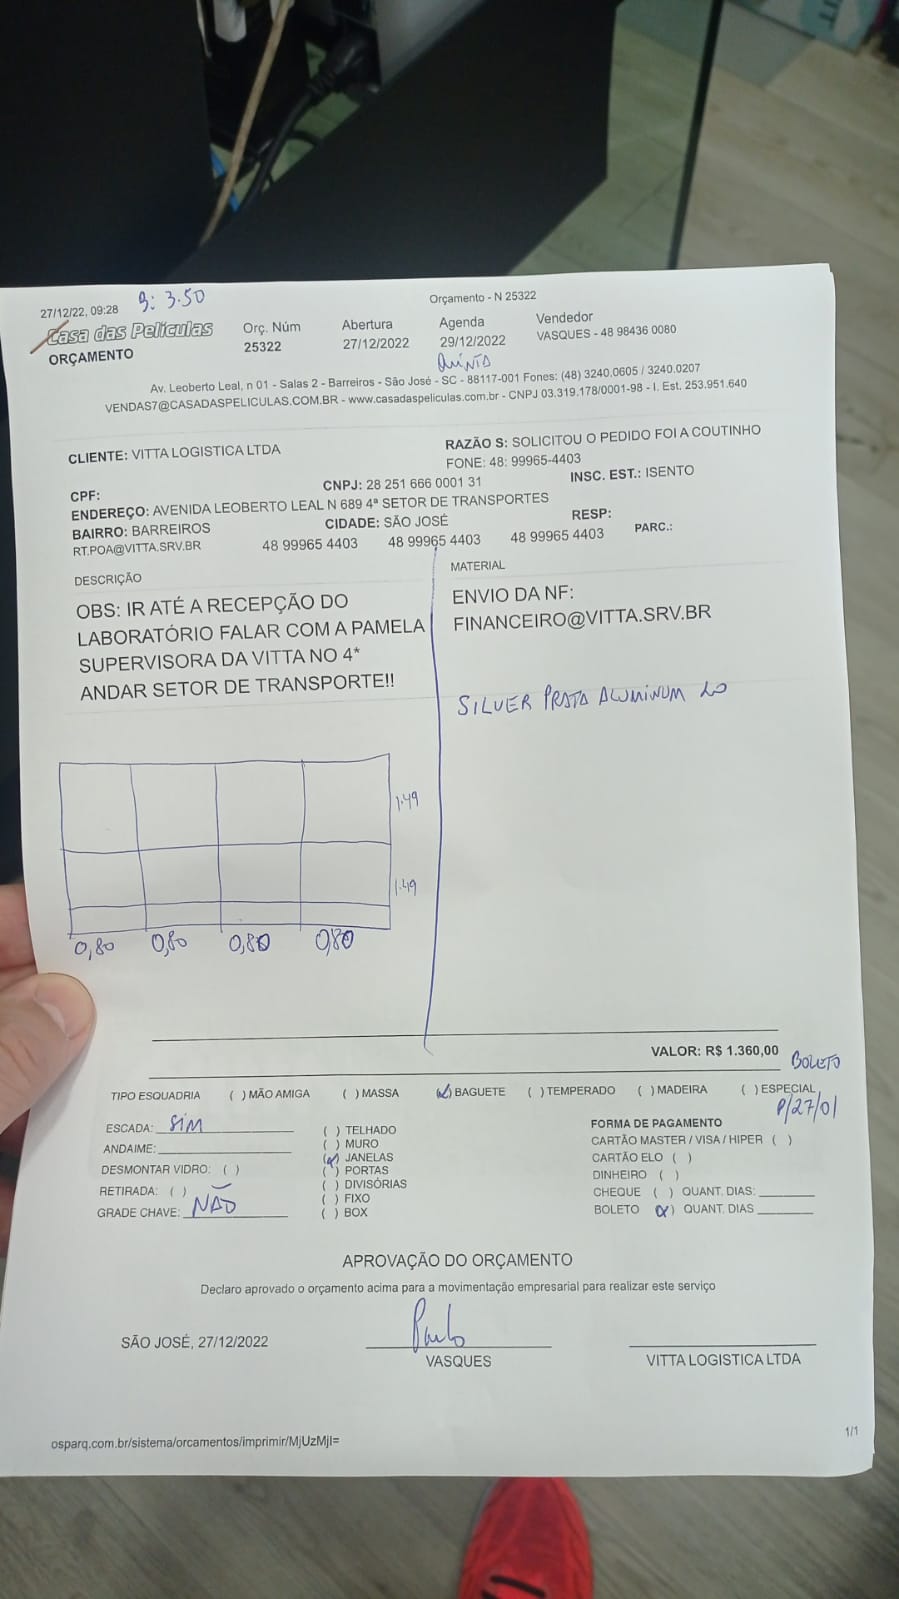 27/12/22, 09:28
3: 3.50
Orçamento - N 25322
Casa das Películas
ORÇAMENTO
Orç. Núm
25322
Abertura
27/12/2022
Agenda
29/12/2022
QUINTA
Vendedor
VASQUES - 48 98436 0080
Av. Leoberto Leal, n 01 - Salas 2 - Barreiros - São José - SC - 88117-001 Fones: (48) 3240.0605 / 3240.0207
VENDAS7@CASADASPELICULAS.COM.BR - www.casadaspeliculas.com.br - CNPJ 03.319.178/0001-98 - I. Est. 253.951.640
CLIENTE: VITTA LOGISTICA LTDA
RAZÃO S: SOLICITOU O PEDIDO FOI A COUTINHO
FONE: 48: 99965-4403
CPF:
CNPJ: 28 251 666 0001 31
INSC. EST.: ISENTO
ENDEREÇO: AVENIDA LEOBERTO LEAL N 689 4ª SETOR DE TRANSPORTES
BAIRRO: BARREIROS
CIDADE: SÃO JOSÉ
RESP:
RT.POA@VITTA.SRV.BR
48 99965 4403 48 99965 4403 48 99965 4403
PARC.:
DESCRIÇÃO
MATERIAL
OBS: IR ATÉ A RECEPÇÃO DO
LABORATÓRIO FALAR COM A PAMELA
SUPERVISORA DA VITTA NO 4*
ANDAR SETOR DE TRANSPORTE!!
ENVIO DA NF:
FINANCEIRO@VITTA.SRV.BR
SILVER PRATA ALUMINUM 20
1.49
1.49
0,80 0,80 0,80 0,80
VALOR: R$ 1.360,00
BOLETO
P/27/01
TIPO ESQUADRIA ( ) MÃO AMIGA ( ) MASSA ( ) BAGUETE ( ) TEMPERADO ( ) MADEIRA ( ) ESPECIAL
ESCADA: SIM
ANDAIME:
DESMONTAR VIDRO: ( )
RETIRADA: ( )
GRADE CHAVE: NÃO
( ) TELHADO
( ) MURO
( ) JANELAS
( ) PORTAS
( ) DIVISÓRIAS
( ) FIXO
( ) BOX
FORMA DE PAGAMENTO
CARTÃO MASTER / VISA / HIPER ( )
CARTÃO ELO ( )
DINHEIRO ( )
CHEQUE ( ) QUANT. DIAS:
BOLETO ( ) QUANT. DIAS
APROVAÇÃO DO ORÇAMENTO
Declaro aprovado o orçamento acima para a movimentação empresarial para realizar este serviço
SÃO JOSÉ, 27/12/2022
VASQUES
VITTA LOGISTICA LTDA
osparq.com.br/sistema/orcamentos/imprimir/MjUzMjI=
1/1